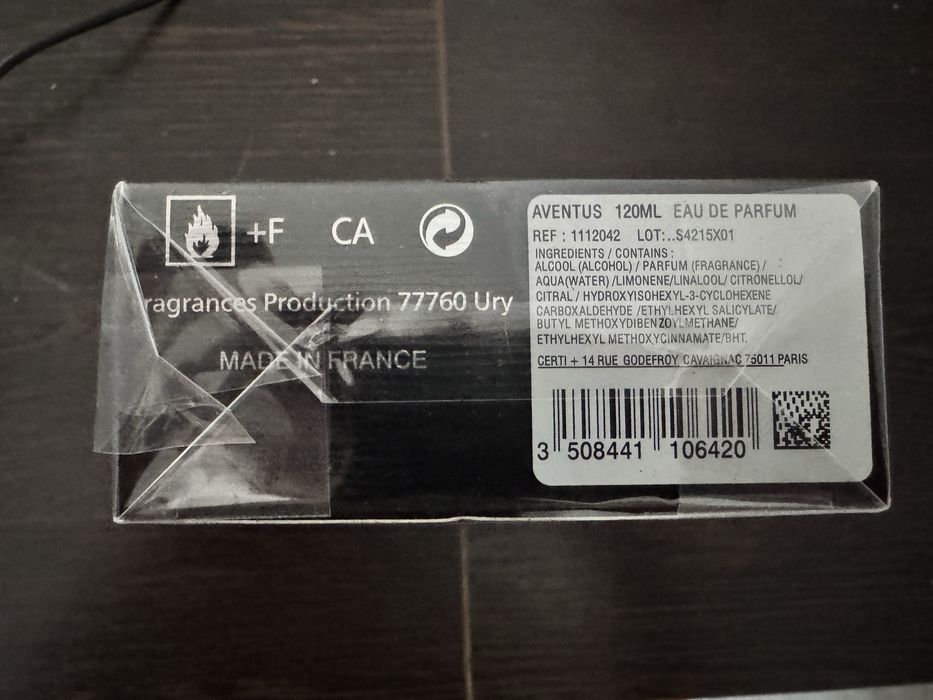 +F CA
ragrances Production 77760 Ury
MADE IN FRANCE
AVENTUS 120ML EAU DE PARFUM
REF : 1112042 LOT:..S4215X01
INGREDIENTS / CONTAINS :
ALCOOL (ALCOHOL) / PARFUM (FRAGRANCE) /
AQUA(WATER) /LIMONENE/LINALOOL/ CITRONELLOL/
CITRAL / HYDROXYISOHEXYL-3-CYCLOHEXENE
CARBOXALDEHYDE /ETHYLHEXYL SALICYLATE/
BUTYL METHOXYDIBENZOYLMETHANE/
ETHYLHEXYL METHOXYCINNAMATE/BHT.
CERTI + 14 RUE GODEFROY CAVAIGNAC 75011 PARIS
3 508441 106420